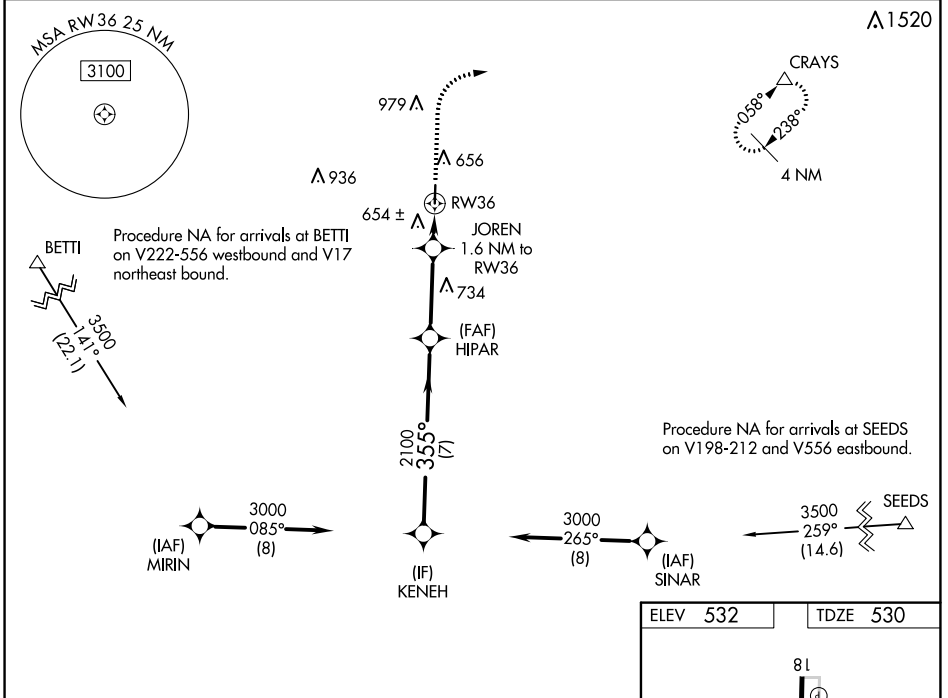 MSA RW36 25 NM
3100
1520
CRAYS
058°
238°
4 NM
979
656
936
RW36
654 ±
JOREN
1.6 NM to
RW36
BETTI
Procedure NA for arrivals at BETTI
on V222-556 westbound and V17
northeast bound.
734
3500
141°
(22.1)
(FAF)
HIPAR
2100
355°
(7)
Procedure NA for arrivals at SEEDS
on V198-212 and V556 eastbound.
3000
085°
(8)
(IAF)
MIRIN
(IF)
KENEH
3000
265°
(8)
(IAF)
SINAR
3500
259°
(14.6)
SEEDS
ELEV 532
TDZE 530
18
P